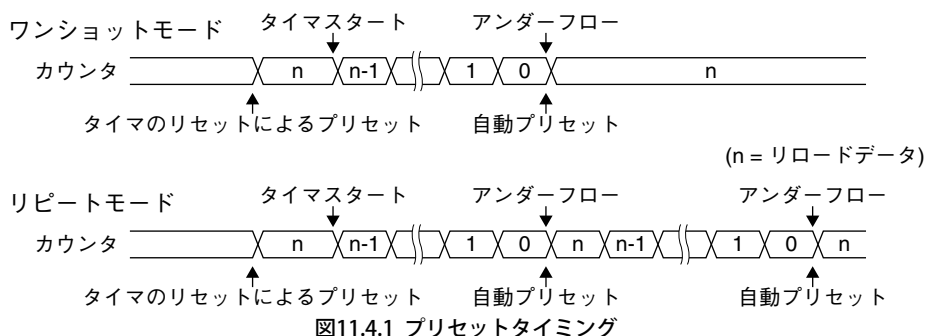 ワンショットモード
タイマスタート アンダーフロー
カウンタ n n-1 1 0 n
タイマのリセットによるプリセット 自動プリセット
(n = リロードデータ)
リピートモード
タイマスタート アンダーフロー アンダーフロー
カウンタ n n-1 1 0 n n-1 1 0 n
タイマのリセットによるプリセット 自動プリセット 自動プリセット
図11.4.1 プリセットタイミング